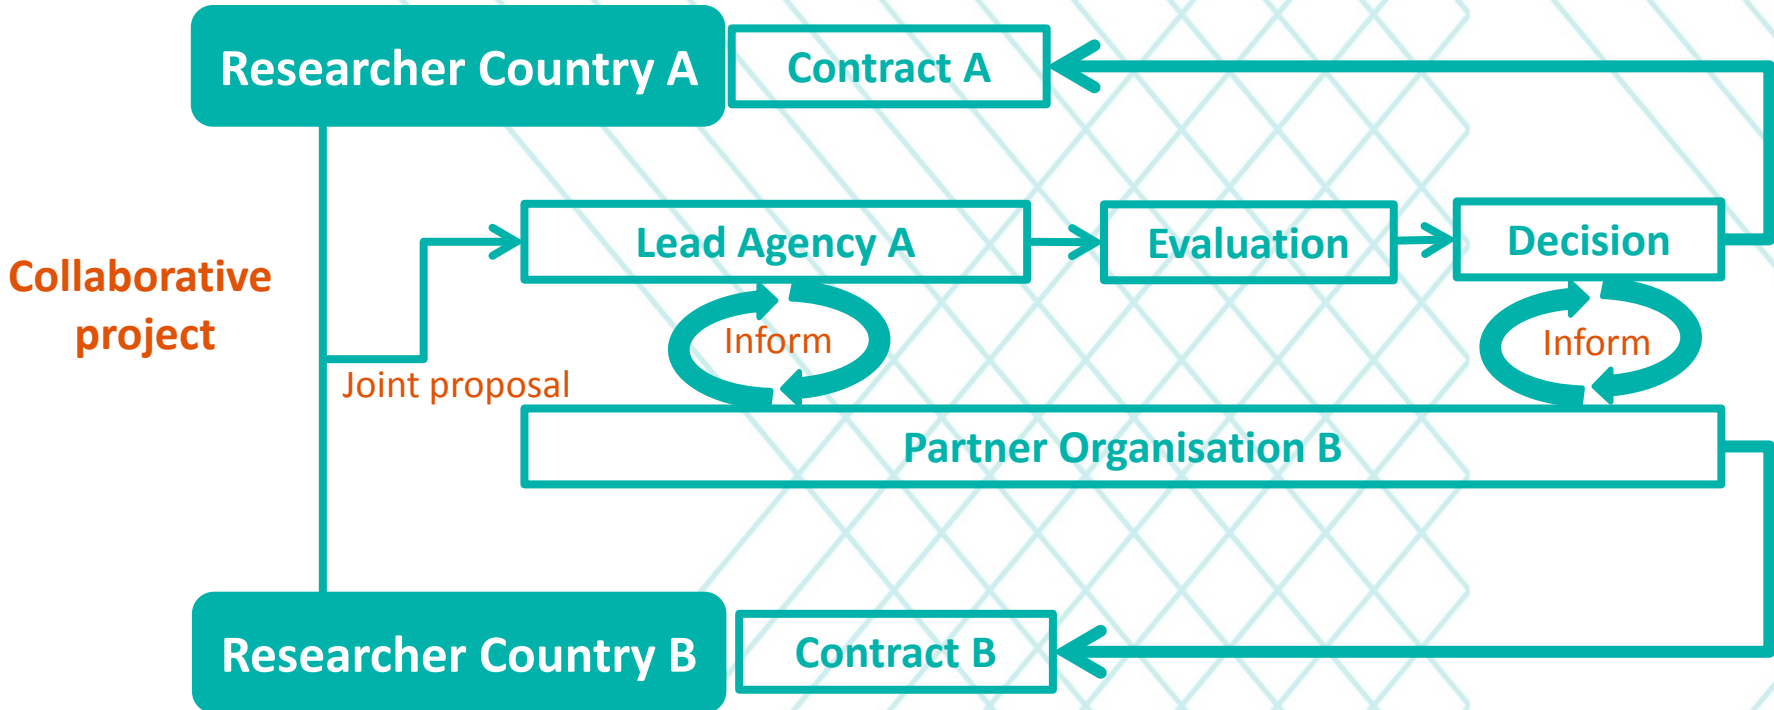 Researcher Country A
Contract A
Lead Agency A
Evaluation
Decision
Collaborative
project
Inform
Inform
Joint proposal
Partner Organisation B
Researcher Country B
Contract B